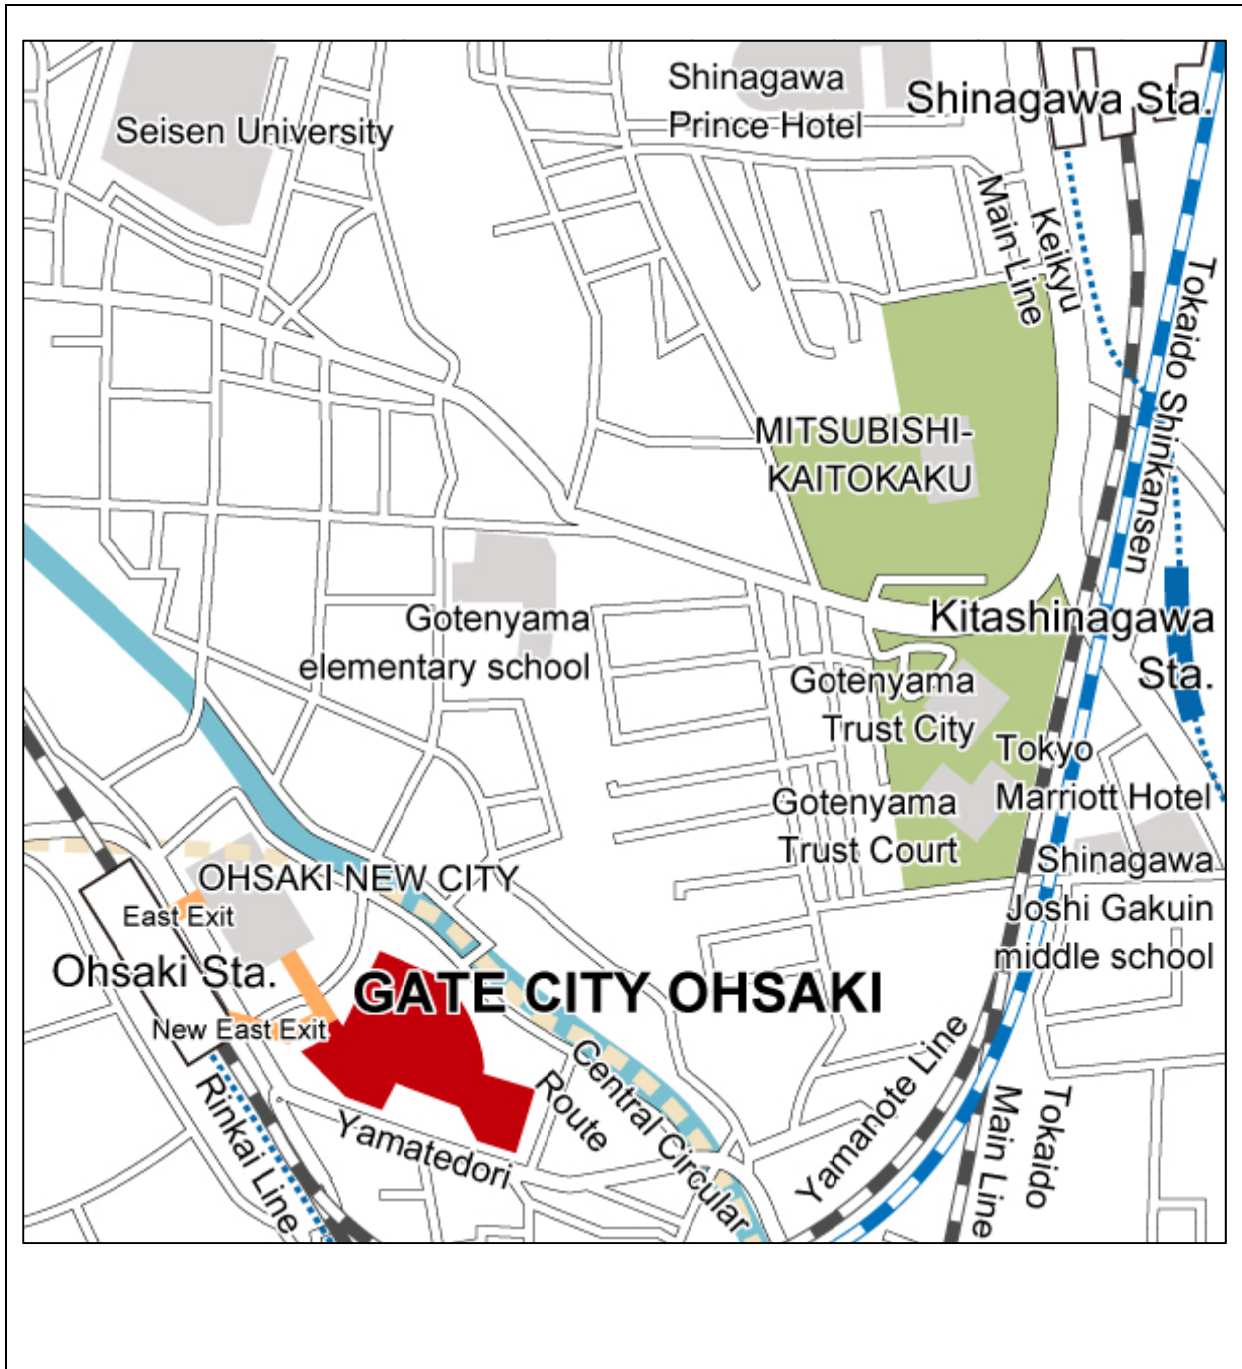 Shinagawa
Prince Hotel
Shinagawa Sta.
Seisen University
Keikyu
Main Line
Tokaido Shinkansen
MITSUBISHI-
KAITOKAKU
Gotenyama
elementary school
Kitashinagawa
Sta.
Gotenyama
Trust City
Tokyo
Marriott Hotel
Gotenyama
Trust Court
Shinagawa
Joshi Gakuin
middle school
OHSAKI NEW CITY
East Exit
Ohsaki Sta.
GATE CITY OHSAKI
New East Exit
Rinkai Line
Yamatedori
Central Circular
Route
Yamanote Line
Tokaido
Main Line